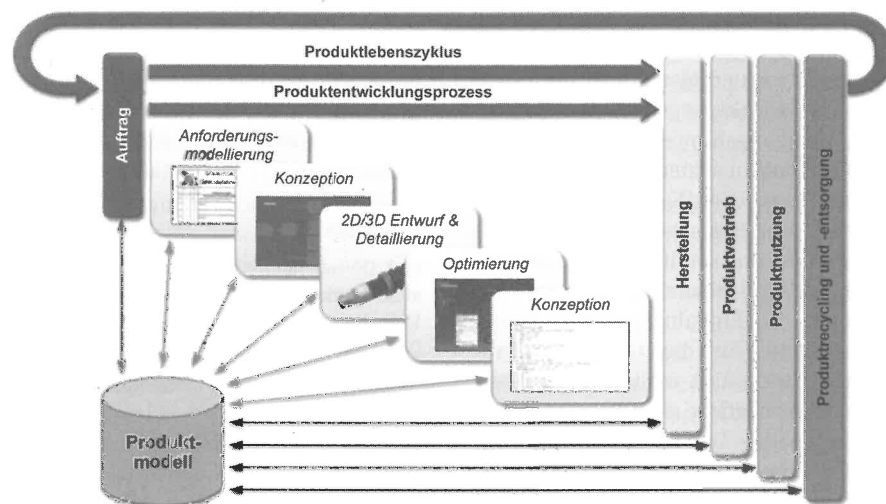 Produktlebenszyklus
Produktentwicklungsprozess
Auftrag
Anforderungs-
modellierung
Konzeption
2D/3D Entwurf &
Detaillierung
Optimierung
Konzeption
Herstellung
Produktvertrieb
Produktnutzung
Produktrecycling und -entsorgung
Produkt-
modell